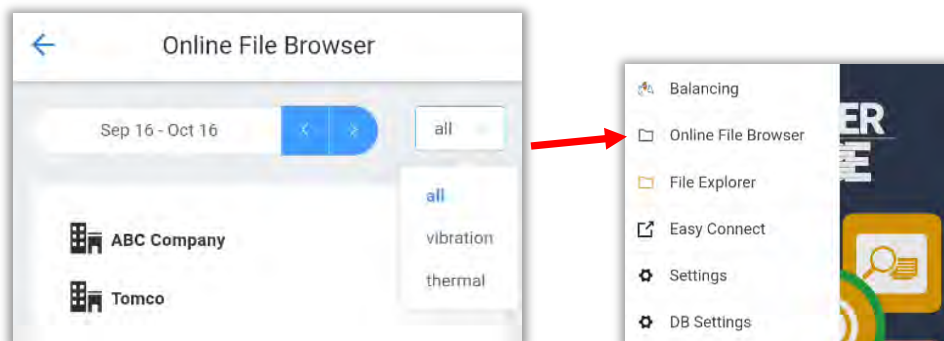 Online File Browser
Sep 16 - Oct 16
all
all
vibration
thermal
ABC Company
Tomco
Balancing
Online File Browser
File Explorer
Easy Connect
Settings
DB Settings
ER